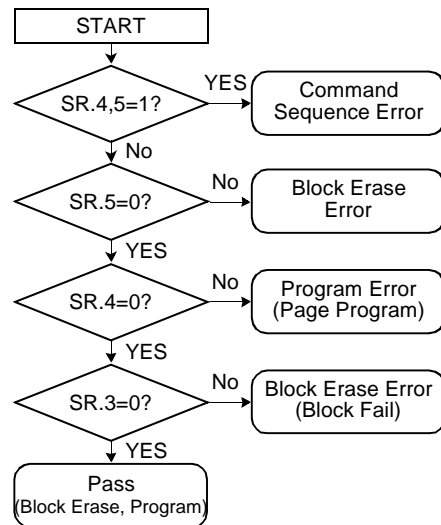 START
SR.4,5=1?
YES
Command
Sequence Error
No
SR.5=0?
No
Block Erase
Error
YES
SR.4=0?
No
Program Error
(Page Program)
YES
SR.3=0?
No
Block Erase Error
(Block Fail)
YES
Pass
(Block Erase, Program)